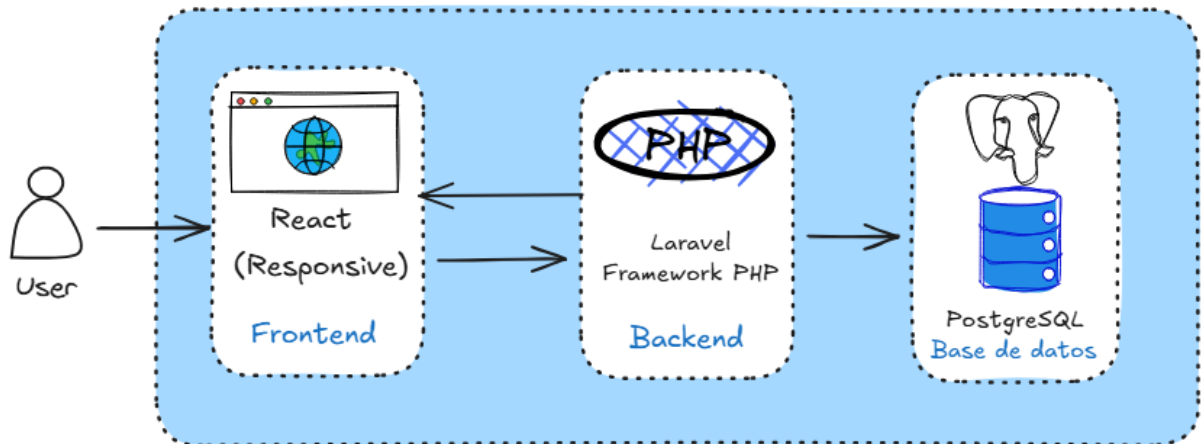 User
React
(Responsive)
Frontend
PHP
Laravel
Framework PHP
Backend
PostgreSQL
Base de datos